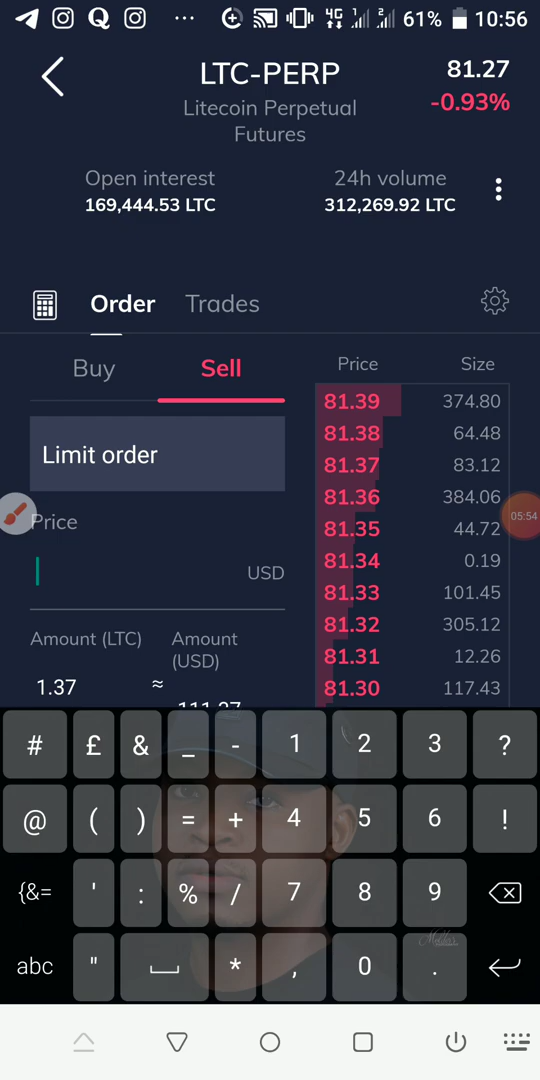 61% 10:56
LTC-PERP 81.27
Litecoin Perpetual -0.93%
Futures
Open interest 24h volume
169,444.53 LTC 312,269.92 LTC
Order Trades
Buy Sell Price Size
81.39 374.80
Limit order 81.38 64.48
81.37 83.12
81.36 384.06
Price 81.35 44.72
05:54
USD 81.34 0.19
81.33 101.45
Amount (LTC) Amount 81.32 305.12
(USD) 81.31 12.26
1.37 ≈ 111.37 81.30 117.43
# £ & _ - 1 2 3 ?
@ ( ) = + 4 5 6 !
{&= ' : % / 7 8 9
abc " * , 0 .